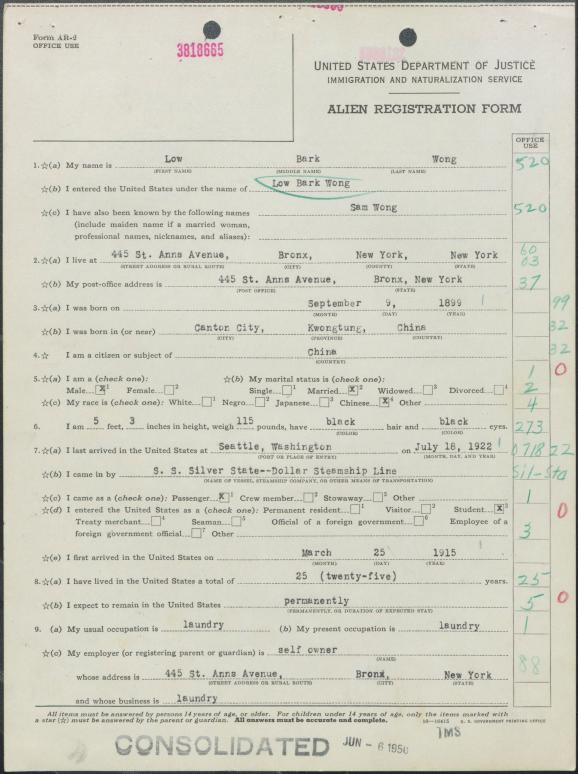 Form AR-2
OFFICE USE
3818665
UNITED STATES DEPARTMENT OF JUSTICE
IMMIGRATION AND NATURALIZATION SERVICE
ALIEN REGISTRATION FORM
OFFICE USE
1. ☆(a) My name is Low Bark Wong 520
(FIRST NAME) (MIDDLE NAME) (LAST NAME)
☆(b) I entered the United States under the name of Low Bark Wong
☆(c) I have also been known by the following names Sam Wong 520
(include maiden name if a married woman,
professional names, nicknames, and aliases):
2. ☆(a) I live at 445 St. Anns Avenue, Bronx, New York, New York 60 03
(STREET ADDRESS OR RURAL ROUTE) (CITY) (COUNTY) (STATE)
☆(b) My post-office address is 445 St. Anns Avenue, Bronx, New York 37
(POST OFFICE) (STATE)
3. ☆(a) I was born on September 9, 1899 99
(MONTH) (DAY) (YEAR)
☆(b) I was born in (or near) Canton City, Kwongtung, China 32
(CITY) (PROVINCE) (COUNTRY)
4. ☆ I am a citizen or subject of China 32
(COUNTRY)
5. ☆(a) I am a (check one): ☆(b) My marital status is (check one): 1 0
Male X 1 Female 2 Single 1 Married X 2 Widowed 3 Divorced 4 2
☆(c) My race is (check one): White 1 Negro 2 Japanese 3 Chinese X 4 Other 4
6. I am 5 feet, 3 inches in height, weigh 115 pounds, have black hair and black eyes. 273
(COLOR) (COLOR)
7. ☆(a) I last arrived in the United States at Seattle, Washington on July 18, 1922 0718 22
(PORT OR PLACE OF ENTRY) (MONTH, DAY, AND YEAR)
☆(b) I came in by S. S. Silver State--Dollar Steamship Line Sil-Sta
(NAME OF VESSEL, STEAMSHIP COMPANY, OR OTHER MEANS OF TRANSPORTATION)
☆(c) I came as a (check one): Passenger X 1 Crew member 2 Stowaway 3 Other 1
☆(d) I entered the United States as a (check one): Permanent resident 1 Visitor 2 Student X 3 0
Treaty merchant 4 Seaman 5 Official of a foreign government 6 Employee of a 3
foreign government official 7 Other
☆(e) I first arrived in the United States on March 25 1915
(MONTH) (DAY) (YEAR)
8. ☆(a) I have lived in the United States a total of 25 (twenty-five) years. 25
☆(b) I expect to remain in the United States permanently 5 0
(PERMANENTLY, OR DURATION OF EXPECTED STAY)
9. (a) My usual occupation is laundry (b) My present occupation is laundry 1
☆(c) My employer (or registering parent or guardian) is self owner
(NAME)
88
whose address is 445 St. Anns Avenue, Bronx, New York
(STREET ADDRESS OR RURAL ROUTE) (CITY) (STATE)
and whose business is laundry
All items must be answered by persons 14 years of age, or older. For children under 14 years of age, only the items marked with
a star (☆) must be answered by the parent or guardian. All answers must be accurate and complete. 16—16415 U. S. GOVERNMENT PRINTING OFFICE
CONSOLIDATED JUN - 6 1950 TMS